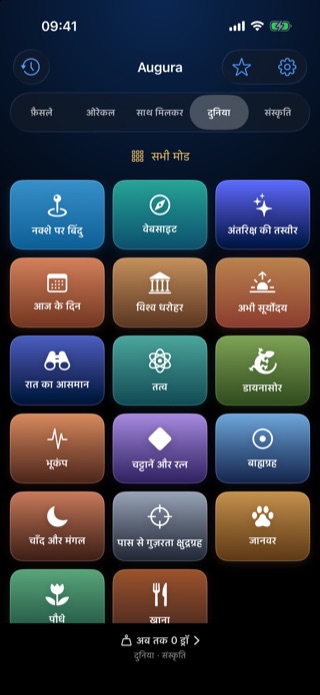 09:41
Augura
फ़ैसले
ओरेकल
साथ मिलकर
दुनिया
संस्कृति
सभी मोड
नक्शे पर बिंदु
वेबसाइट
अंतरिक्ष की तस्वीर
आज के दिन
विश्व धरोहर
अभी सूर्योदय
रात का आसमान
तत्व
डायनासोर
भूकंप
चट्टानें और रत्न
बाह्यग्रह
चाँद और मंगल
पास से गुज़रता क्षुद्रग्रह
जानवर
पौधे
खाना
अब तक 0 ड्रॉ
दुनिया · संस्कृति